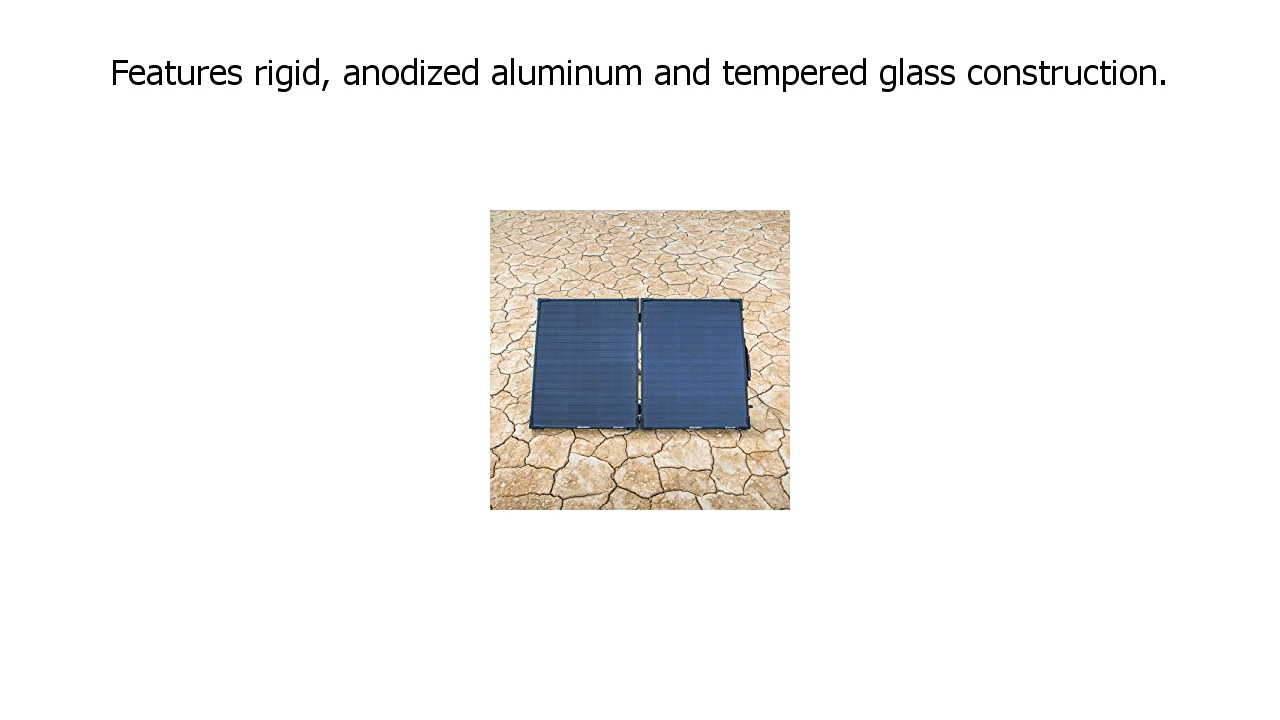 Features rigid, anodized aluminum and tempered glass construction.